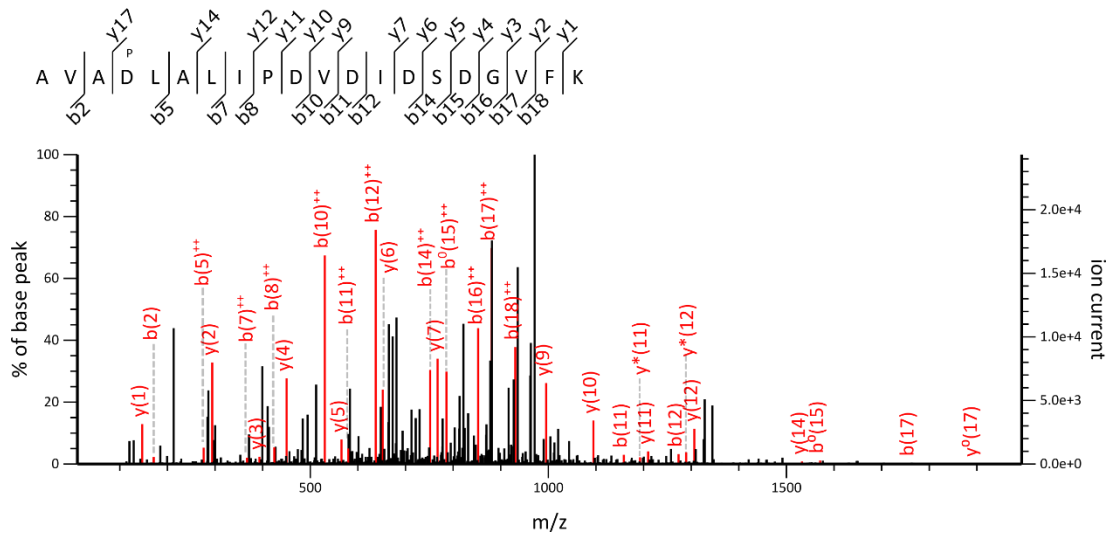 y17 y14 y12 y11 y10 y9 y7 y6 y5 y4 y3 y2 y1
P
A V A D L A L I P D V D I D S D G V F K
b2 b5 b7 b8 b10 b11 b12 b14 b15 b16 b17 b18
% of base peak
100
80
60
40
20
0
y(1)
b(2)
b(5)++
y(2)
b(7)++
y(3)
b(8)++
y(4)
b(10)++
y(5)
b(11)++
b(12)++
y(6)
b(14)++
y(7)
b⁰(15)++
b(16)++
b(17)++
b(18)++
y(9)
y(10)
b(11)
y*(11)
y(11)
b(12)
y*(12)
y(12)
y(14)
b⁰(15)
b(17)
y⁰(17)
2.0e+4
1.5e+4
1.0e+4
5.0e+3
0.0e+0
ion current
500 1000 1500
m/z